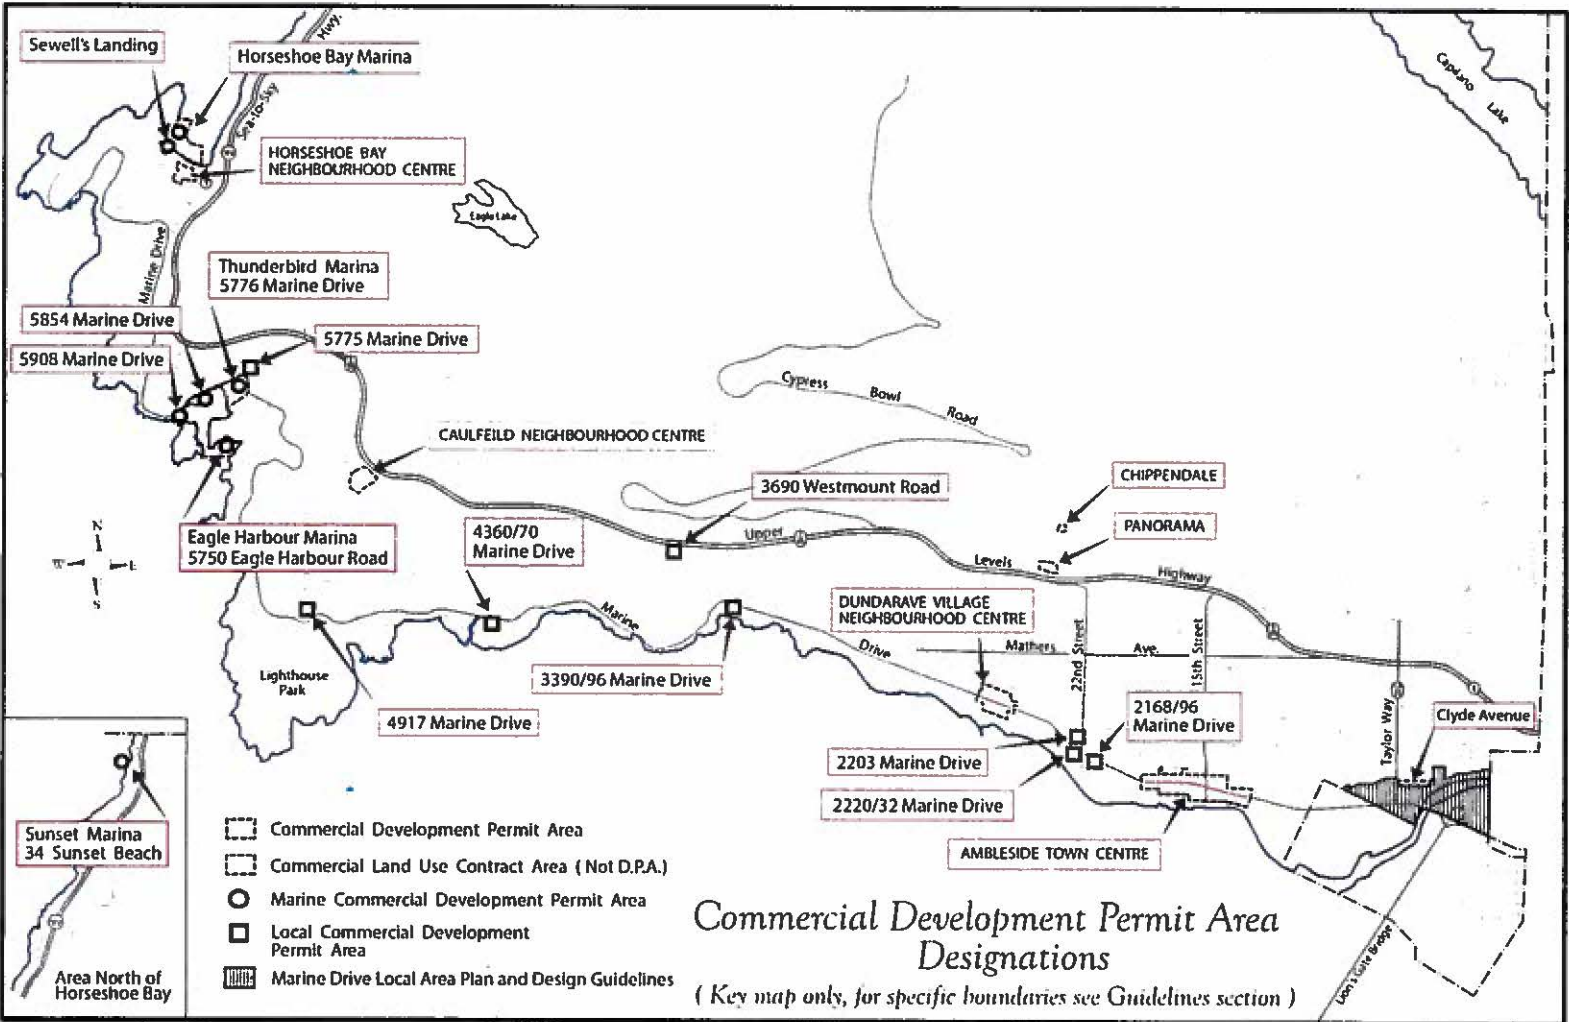 Sewell's Landing
Horseshoe Bay Marina
Hwy.
Sea-to-Sky
HORSESHOE BAY
NEIGHBOURHOOD CENTRE
Eagle Lake
Capilano
Lake
Marine Drive
Thunderbird Marina
5776 Marine Drive
5854 Marine Drive
5775 Marine Drive
5908 Marine Drive
Cypress
Bowl
Road
CAULFEILD NEIGHBOURHOOD CENTRE
CHIPPENDALE
3690 Westmount Road
PANORAMA
Eagle Harbour Marina
5750 Eagle Harbour Road
4360/70
Marine Drive
Upper
Levels
Highway
N
W
E
S
DUNDARAVE VILLAGE
NEIGHBOURHOOD CENTRE
Marine
Drive
Mathers
Ave.
22nd Street
15th Street
Taylor Way
Lighthouse
Park
3390/96 Marine Drive
4917 Marine Drive
2168/96
Marine Drive
Clyde Avenue
2203 Marine Drive
2220/32 Marine Drive
AMBLESIDE TOWN CENTRE
Lion's Gate Bridge
Sunset Marina
34 Sunset Beach
Area North of
Horseshoe Bay
Commercial Development Permit Area
Commercial Land Use Contract Area (Not D.P.A.)
Marine Commercial Development Permit Area
Local Commercial Development
Permit Area
Marine Drive Local Area Plan and Design Guidelines
Commercial Development Permit Area
Designations
( Key map only, for specific boundaries see Guidelines section )